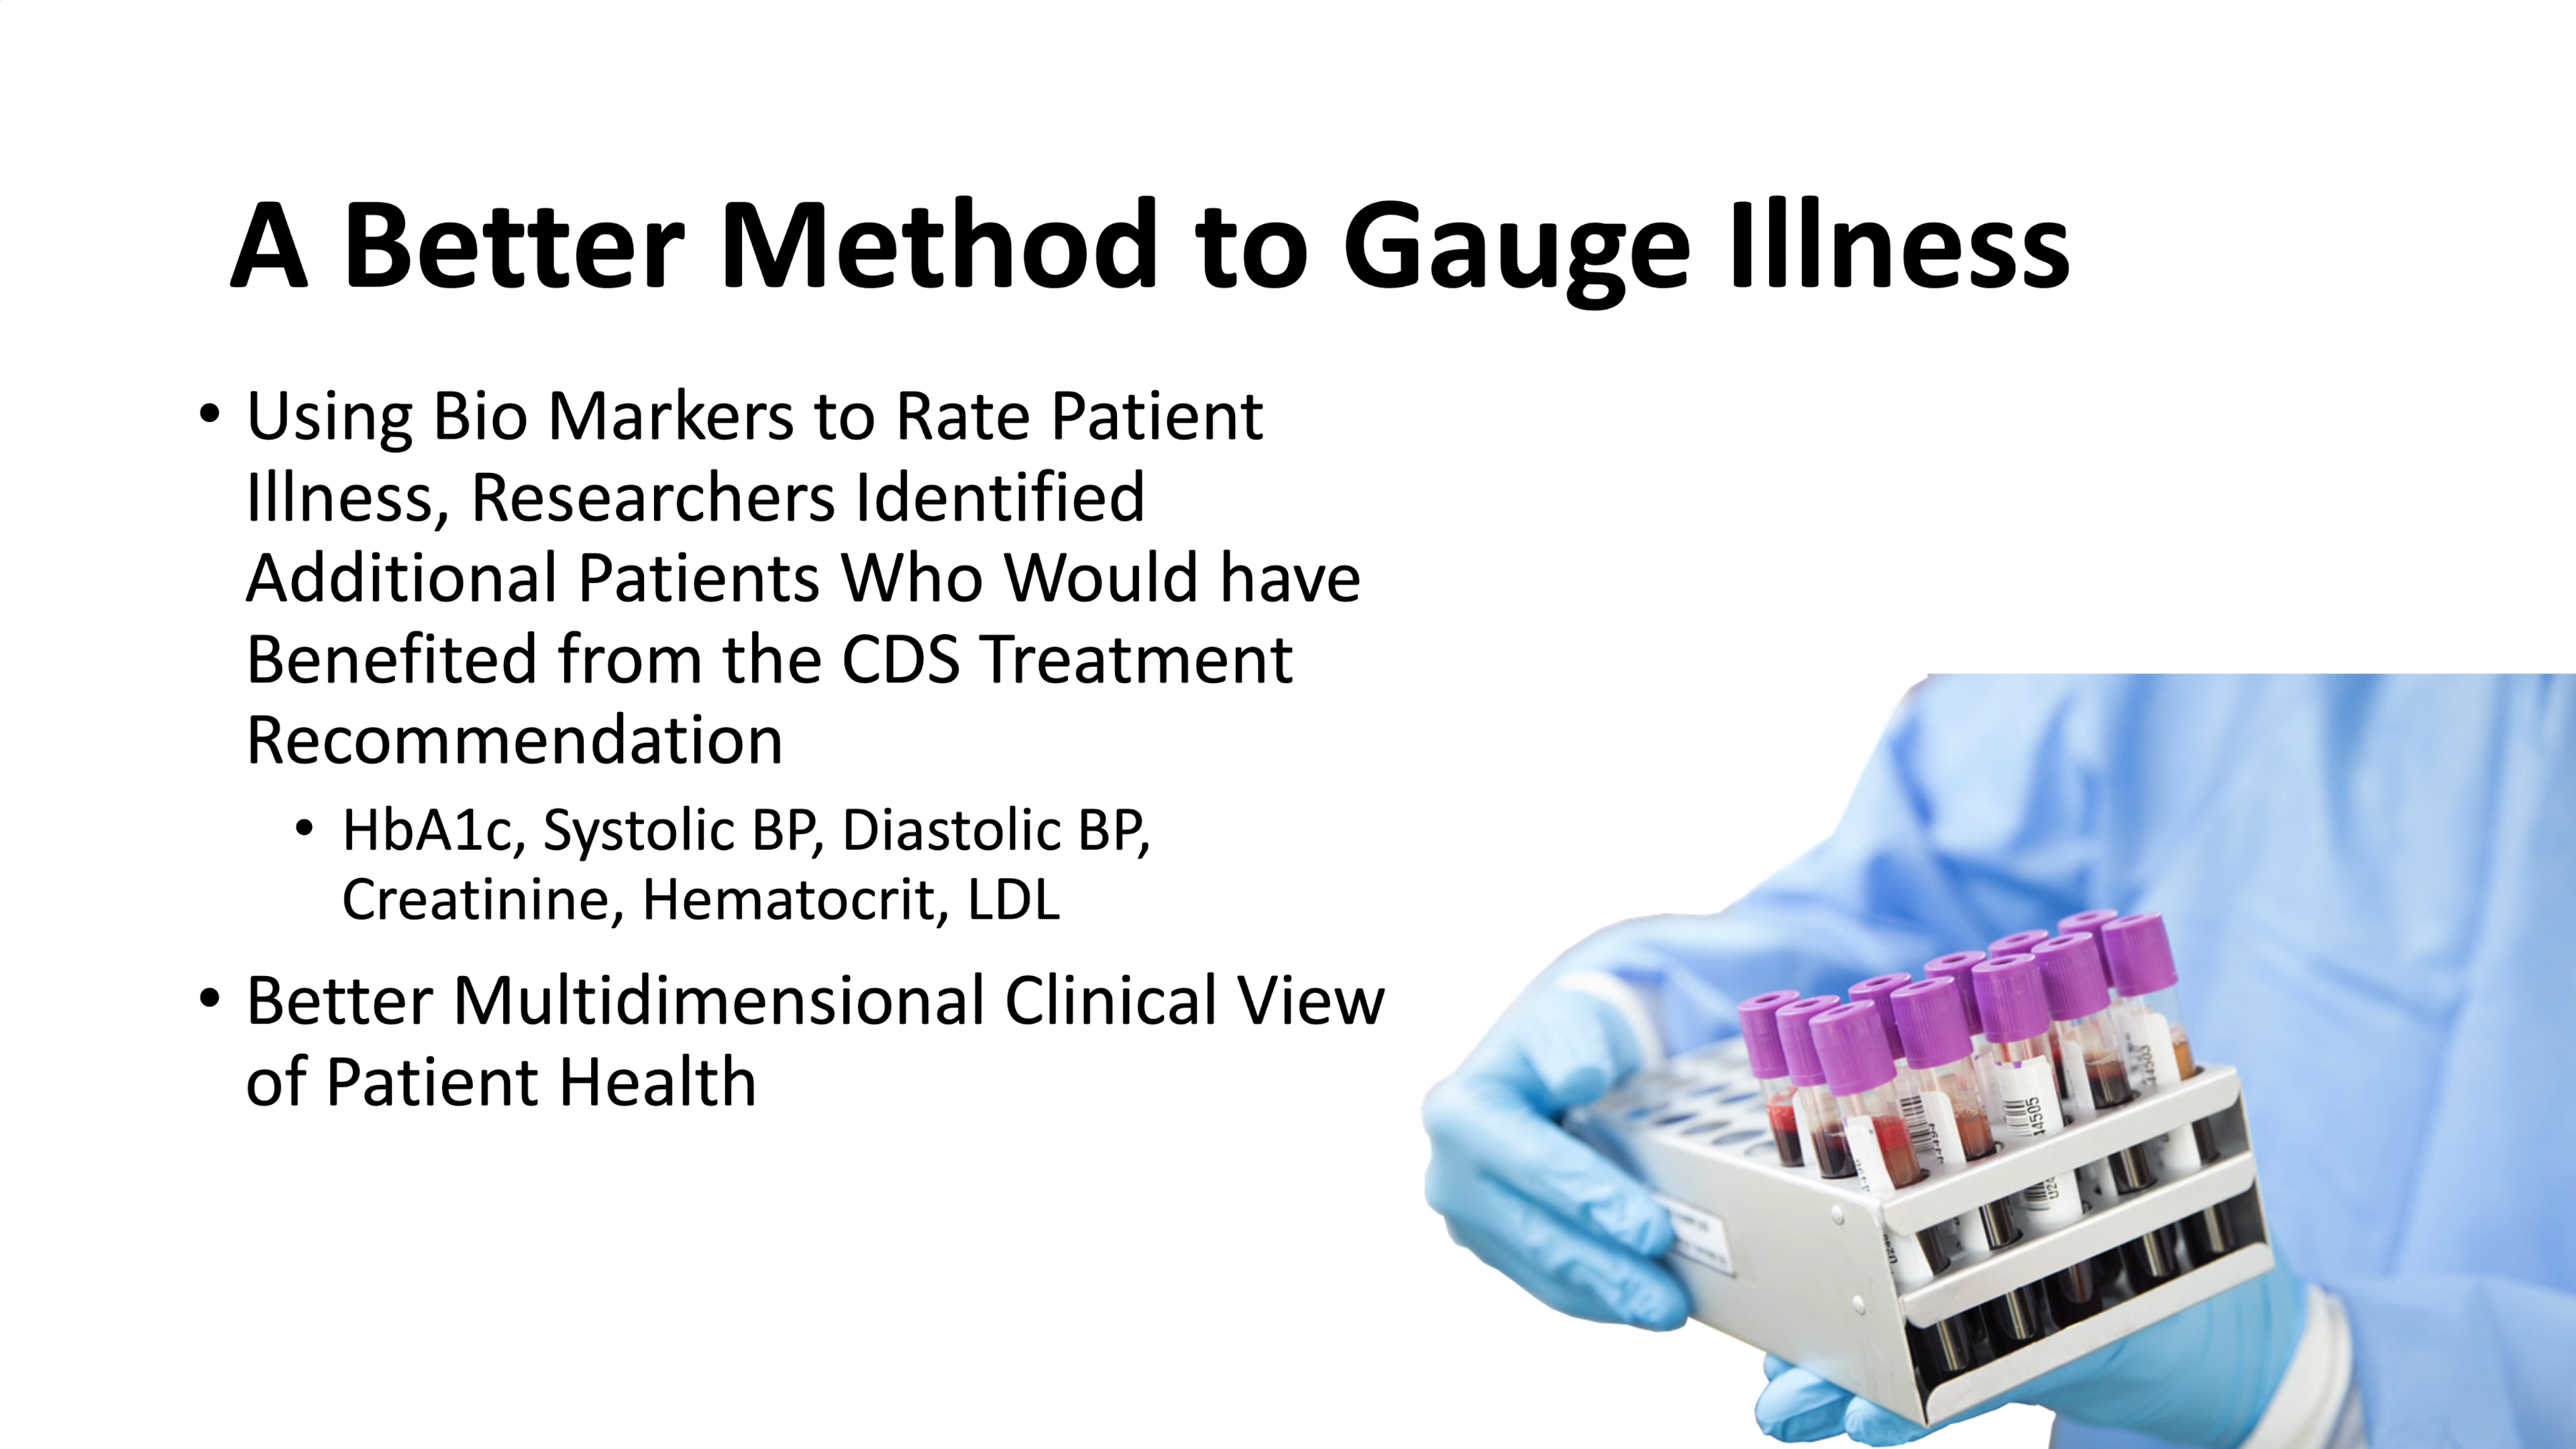 A Better Method to Gauge Illness
• Using Bio Markers to Rate Patient
Illness, Researchers Identified
Additional Patients Who Would have
Benefited from the CDS Treatment
Recommendation
• HbA1c, Systolic BP, Diastolic BP,
Creatinine, Hematocrit, LDL
• Better Multidimensional Clinical View
of Patient Health
44505